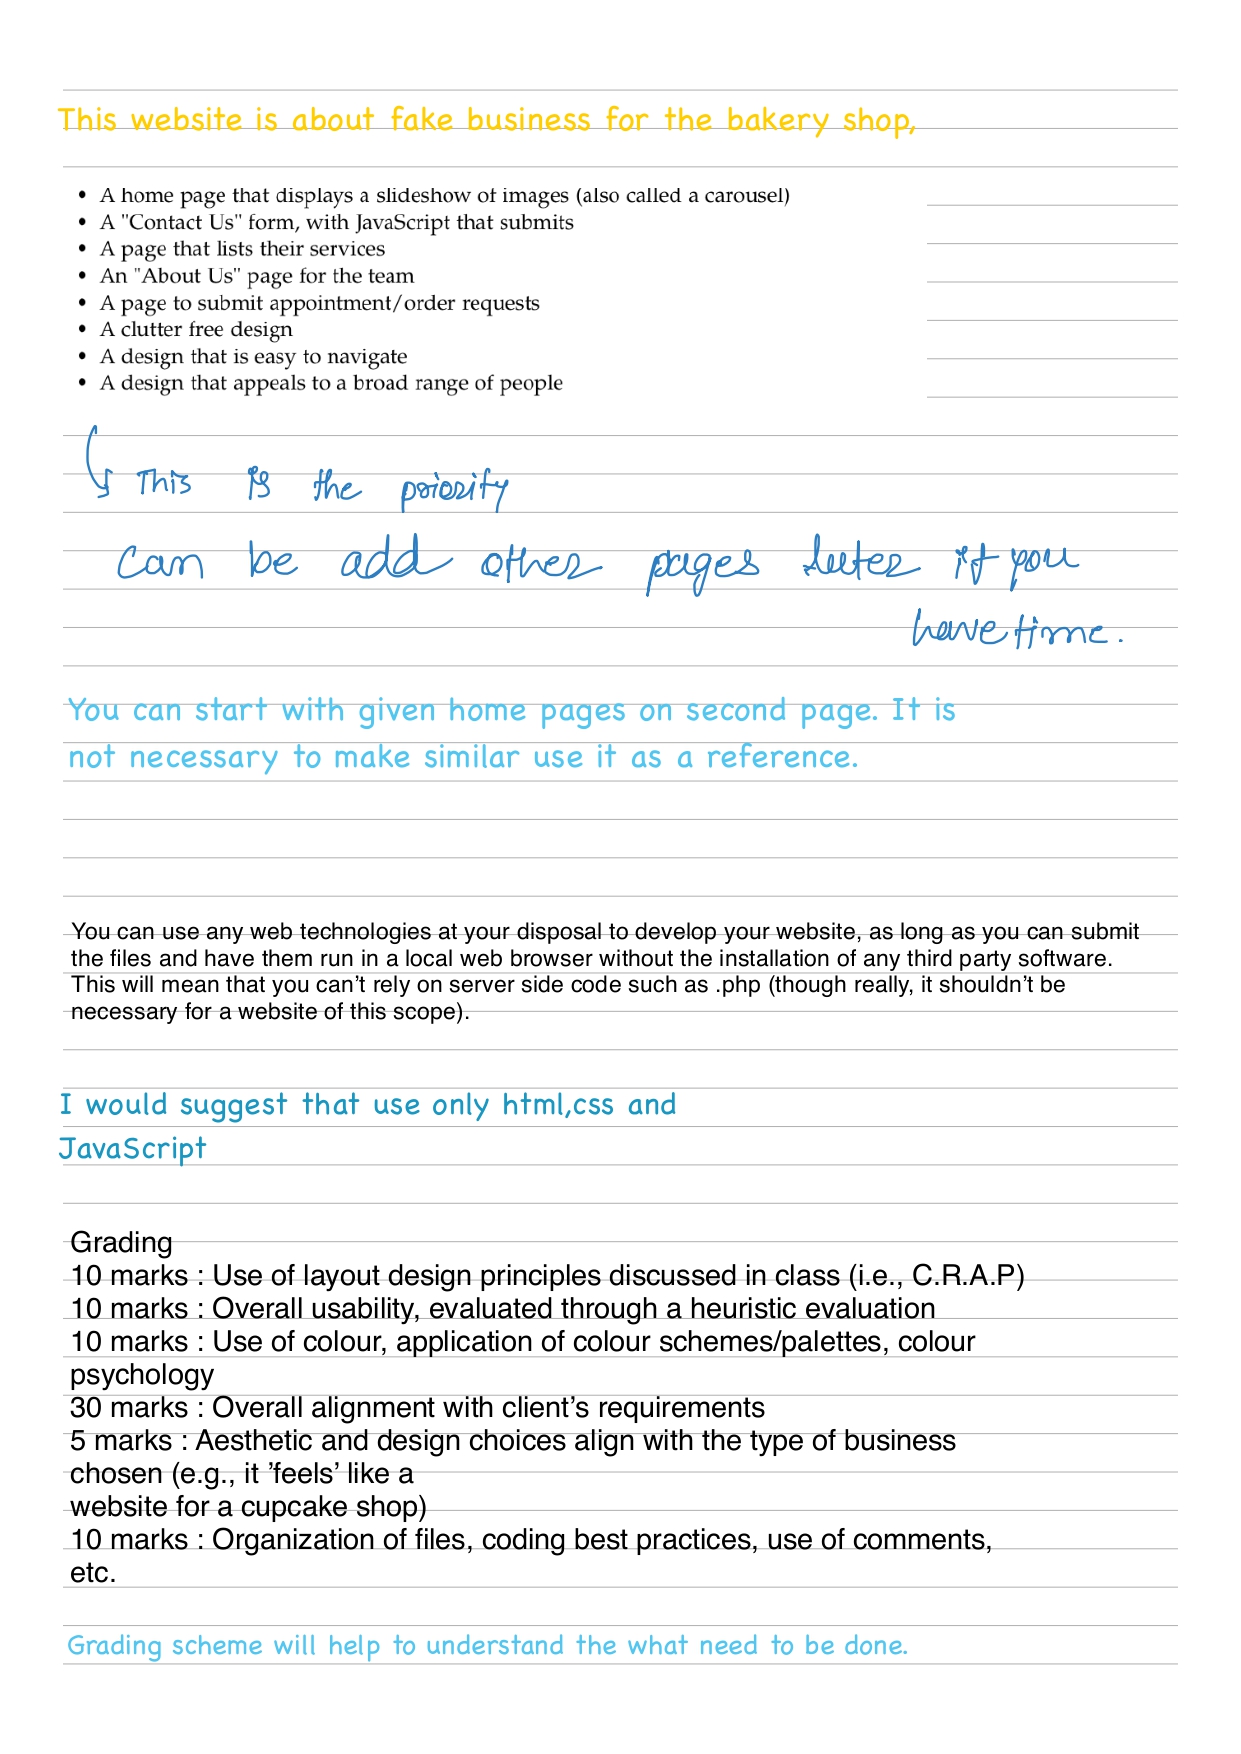 This website is about fake business for the bakery shop,
• A home page that displays a slideshow of images (also called a carousel)
• A "Contact Us" form, with JavaScript that submits
• A page that lists their services
• An "About Us" page for the team
• A page to submit appointment/order requests
• A clutter free design
• A design that is easy to navigate
• A design that appeals to a broad range of people
This is the priority
Can be add other pages later if you
have time.
You can start with given home pages on second page. It is
not necessary to make similar use it as a reference.
You can use any web technologies at your disposal to develop your website, as long as you can submit
the files and have them run in a local web browser without the installation of any third party software.
This will mean that you can't rely on server side code such as .php (though really, it shouldn't be
necessary for a website of this scope).
I would suggest that use only html,css and
JavaScript
Grading
10 marks : Use of layout design principles discussed in class (i.e., C.R.A.P)
10 marks : Overall usability, evaluated through a heuristic evaluation
10 marks : Use of colour, application of colour schemes/palettes, colour
psychology
30 marks : Overall alignment with client's requirements
5 marks : Aesthetic and design choices align with the type of business
chosen (e.g., it 'feels' like a
website for a cupcake shop)
10 marks : Organization of files, coding best practices, use of comments,
etc.
Grading scheme will help to understand the what need to be done.